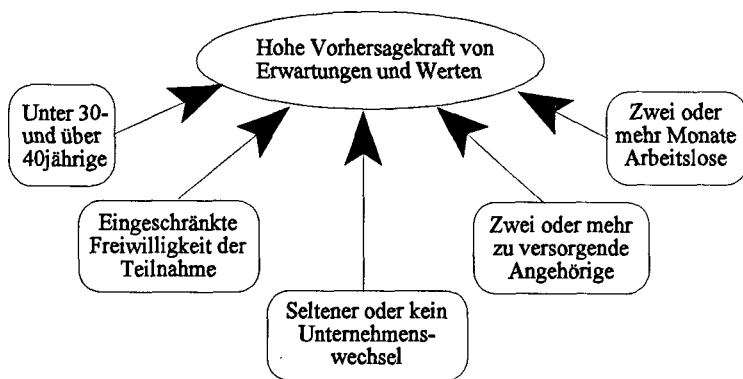 Hohe Vorhersagekraft von
Erwartungen und Werten
Unter 30-
und über
40jährige
Zwei oder
mehr Monate
Arbeitslose
Eingeschränkte
Freiwilligkeit der
Teilnahme
Zwei oder mehr
zu versorgende
Angehörige
Seltener oder kein
Unternehmens-
wechsel